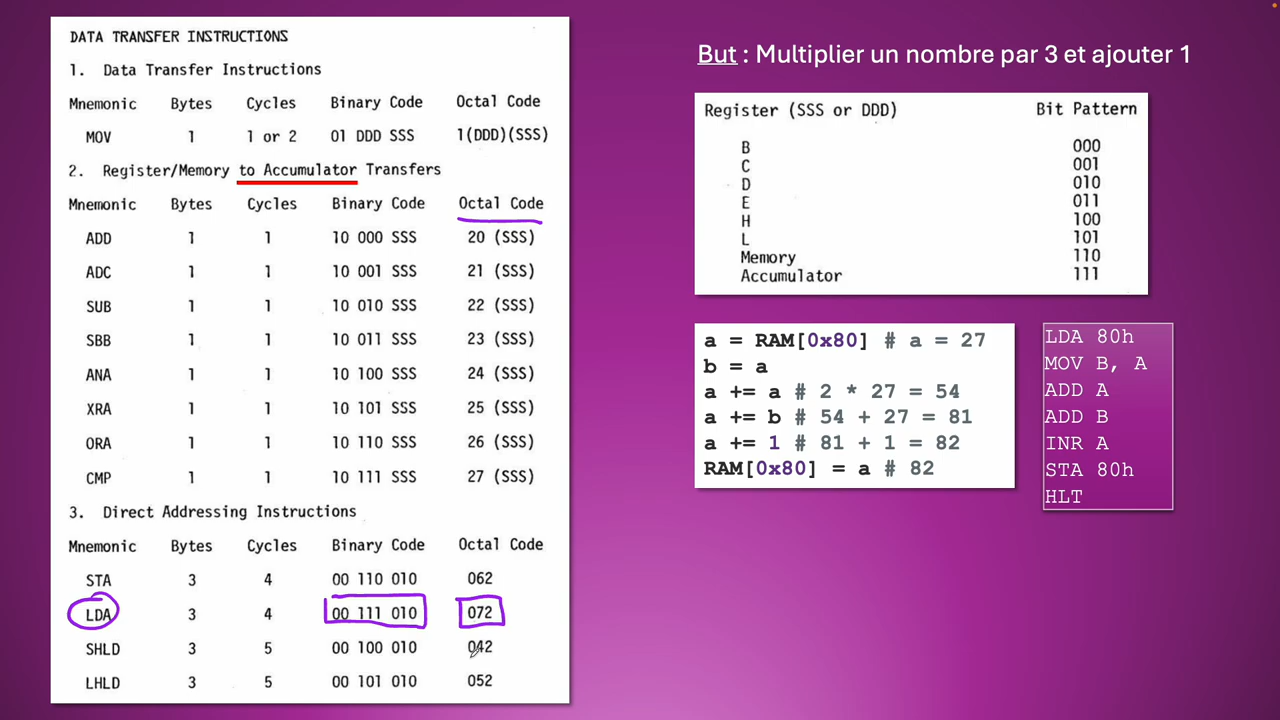 DATA TRANSFER INSTRUCTIONS
1. Data Transfer Instructions
Mnemonic Bytes Cycles Binary Code Octal Code
MOV 1 1 or 2 01 DDD SSS 1(DDD)(SSS)
2. Register/Memory to Accumulator Transfers
Mnemonic Bytes Cycles Binary Code Octal Code
ADD 1 1 10 000 SSS 20 (SSS)
ADC 1 1 10 001 SSS 21 (SSS)
SUB 1 1 10 010 SSS 22 (SSS)
SBB 1 1 10 011 SSS 23 (SSS)
ANA 1 1 10 100 SSS 24 (SSS)
XRA 1 1 10 101 SSS 25 (SSS)
ORA 1 1 10 110 SSS 26 (SSS)
CMP 1 1 10 111 SSS 27 (SSS)
3. Direct Addressing Instructions
Mnemonic Bytes Cycles Binary Code Octal Code
STA 3 4 00 110 010 062
LDA 3 4 00 111 010 072
SHLD 3 5 00 100 010 042
LHLD 3 5 00 101 010 052
But : Multiplier un nombre par 3 et ajouter 1
Register (SSS or DDD) Bit Pattern
B 000
C 001
D 010
E 011
H 100
L 101
Memory 110
Accumulator 111
a = RAM[0x80] # a = 27
b = a
a += a # 2 * 27 = 54
a += b # 54 + 27 = 81
a += 1 # 81 + 1 = 82
RAM[0x80] = a # 82
LDA 80h
MOV B, A
ADD A
ADD B
INR A
STA 80h
HLT